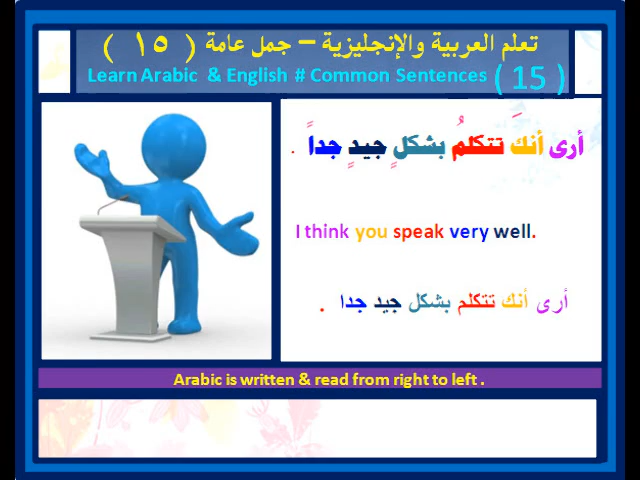 تعلم العربية والإنجليزية – جمل عامة ( ١٥ )
Learn Arabic & English # Common Sentences ( 15 )
أرى أنكَ تتكلمُ بشكلٍ جيدٍ جداً .
I think you speak very well.
أرى أنك تتكلم بشكل جيد جدا .
Arabic is written & read from right to left .